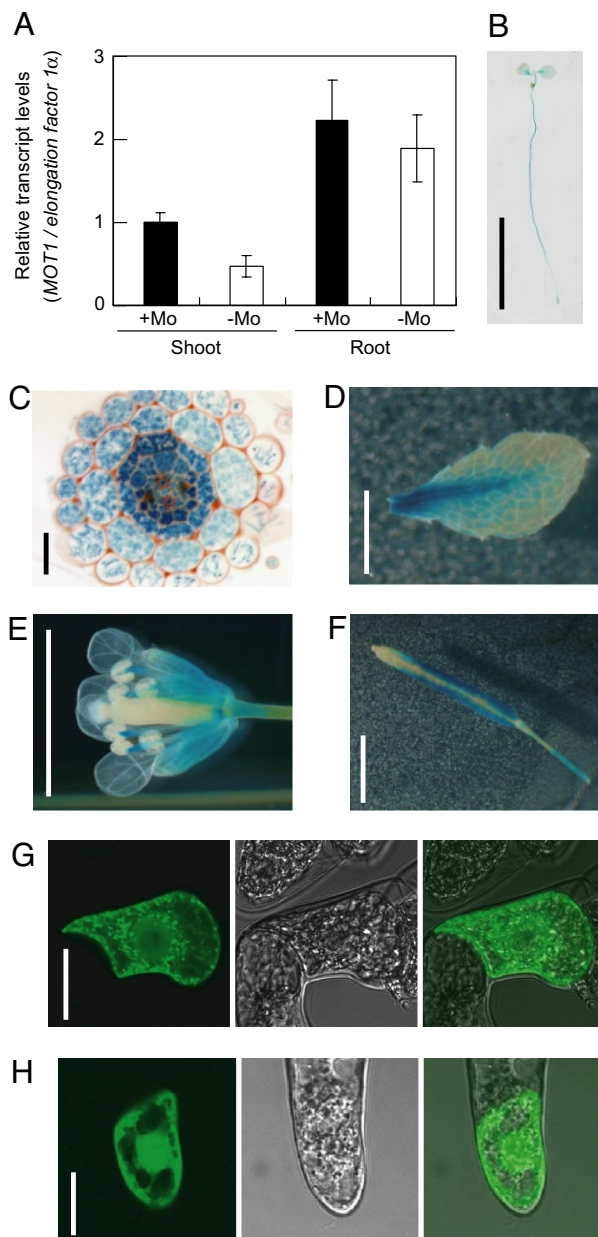 A
Relative transcript levels
(MOT1 / elongation factor 1α)
3
2
1
0
+Mo
-Mo
+Mo
-Mo
Shoot
Root
B
C
D
E
F
G
H